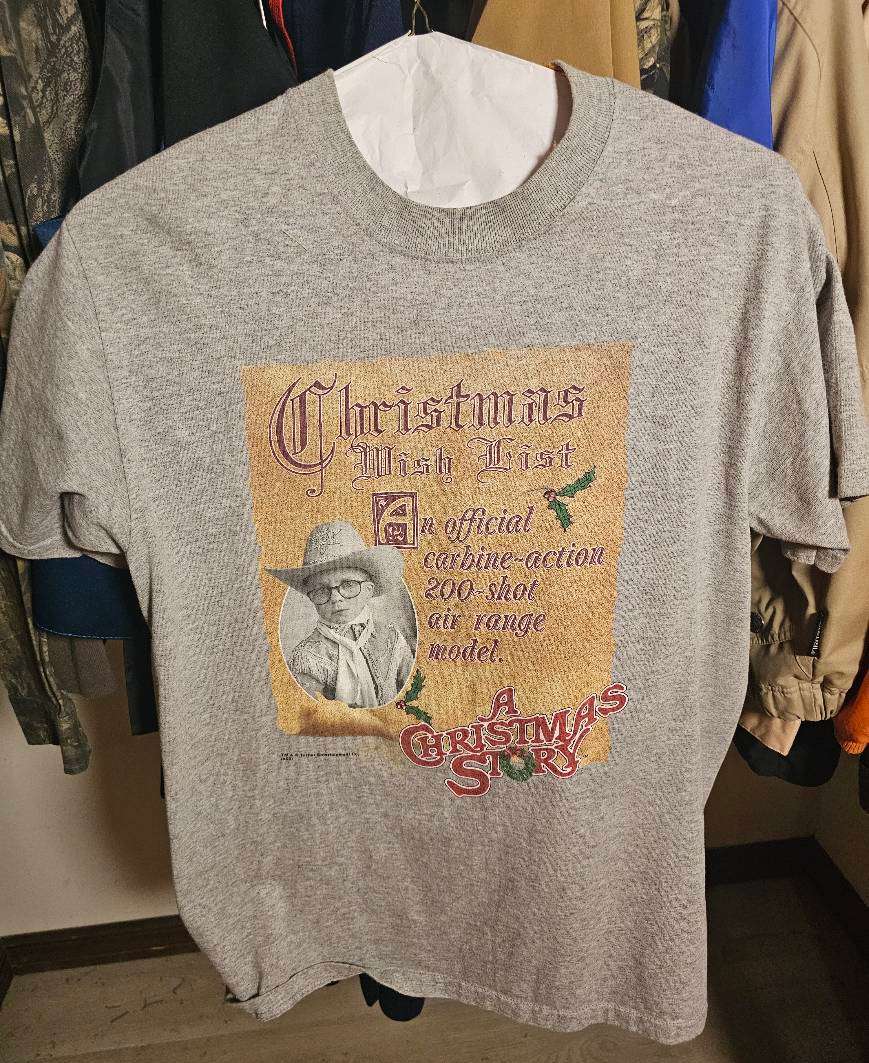 Christmas
Wish List
An official
carbine-action
200-shot
air range
model.
A
CHRISTMAS
STORY